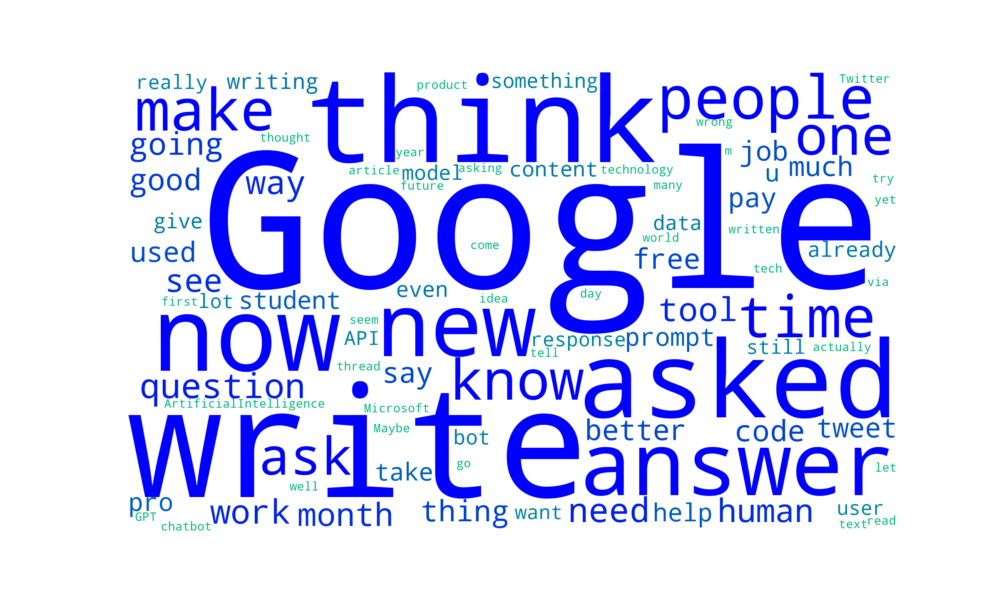 really writing product something Twitter
make think people
wrong one
going thought
year m job
article model asking content technology u much
good way future many try
Google pay yet
give data written
come world
used free already
see tech via
first lot student even idea day
now new tool time
seem API response prompt
tell still actually
thread say know asked
question
ArtificialIntelligence Microsoft
write Maybe bot better code tweet
ask take go answer let
well
pro
GPT work month thing want need help human user
chatbot text read